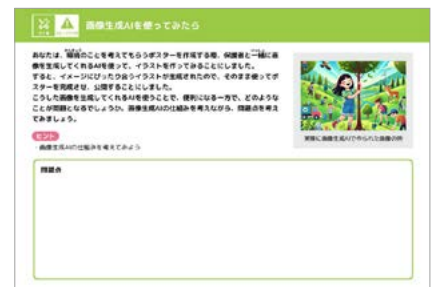 画像生成AIを使ってみたら
あなたは、環境のことを考えてもらうポスターを作成する際、保護者と一緒に画
像を生成してくれるAIを使って、イラストを作ってみることにしました。
すると、イメージにぴったり合うイラストが生成されたので、そのまま使ってポ
スターを完成させ、公開することにしました。
こうした画像を生成してくれるAIを使うことで、便利になる一方で、どのような
ことが問題となるでしょうか。画像生成AIの仕組みを考えながら、問題点を考え
てみましょう。
実際に画像生成AIで作られた画像の例
ヒント
・画像生成AIの仕組みを考えてみよう
問題点